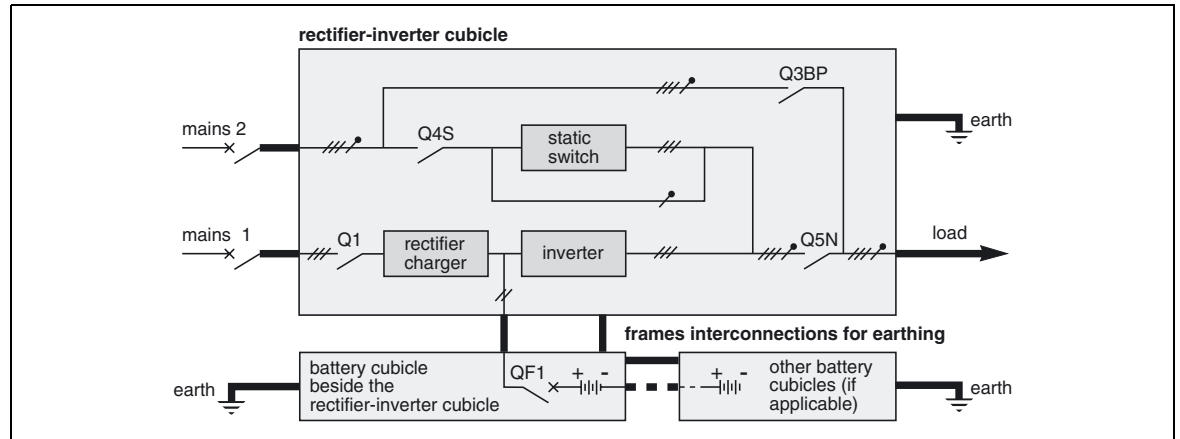 rectifier-inverter cubicle
Q3BP
mains 2
Q4S
static
switch
earth
mains 1
Q1
rectifier
charger
inverter
Q5N
load
frames interconnections for earthing
earth
battery cubicle
beside the
rectifier-inverter cubicle
QF1
+ -
+ -
other battery
cubicles (if
applicable)
earth